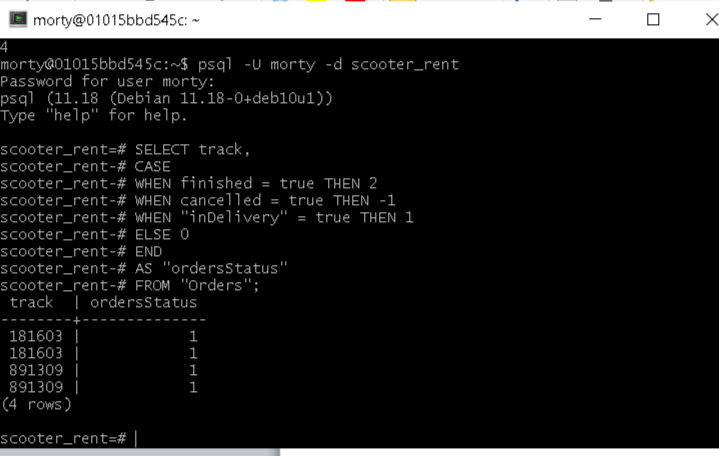 morty@01015bbd545c: ~
4
morty@01015bbd545c:~$ psql -U morty -d scooter_rent
Password for user morty:
psql (11.18 (Debian 11.18-0+deb10u1))
Type "help" for help.
scooter_rent=# SELECT track,
scooter_rent-# CASE
scooter_rent-# WHEN finished = true THEN 2
scooter_rent-# WHEN cancelled = true THEN -1
scooter_rent-# WHEN "inDelivery" = true THEN 1
scooter_rent-# ELSE 0
scooter_rent-# END
scooter_rent-# AS "ordersStatus"
scooter_rent-# FROM "Orders";
track | ordersStatus
--------+--------------
181603 | 1
181603 | 1
891309 | 1
891309 | 1
(4 rows)
scooter_rent=#